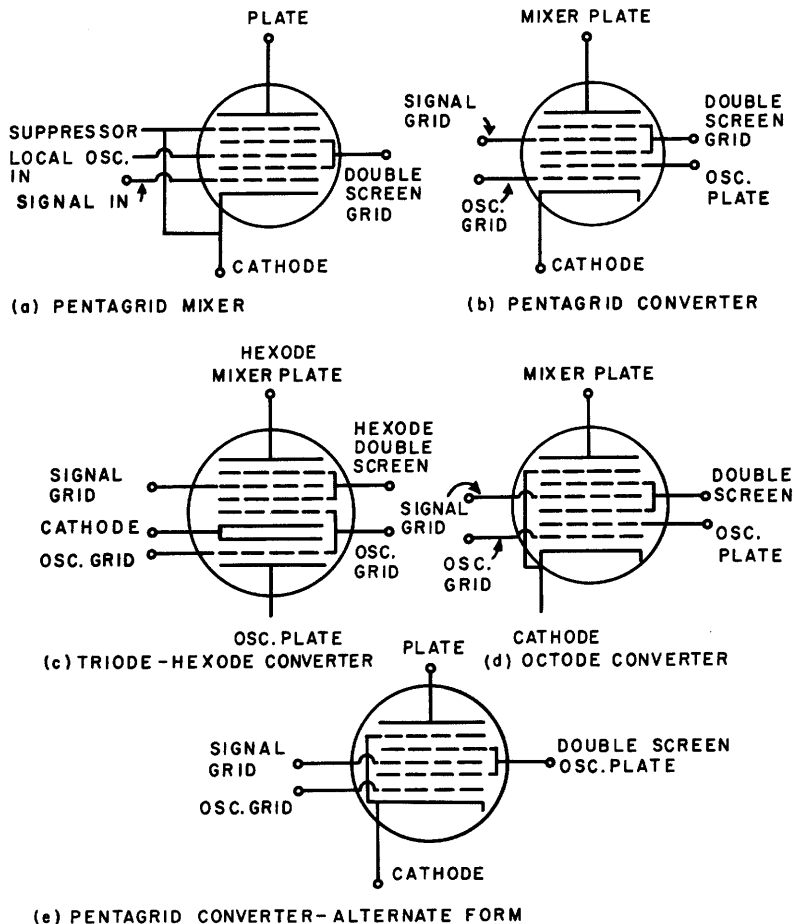 PLATE
SUPPRESSOR
LOCAL OSC.
IN
SIGNAL IN
DOUBLE
SCREEN
GRID
CATHODE
(a) PENTAGRID MIXER
MIXER PLATE
SIGNAL
GRID
DOUBLE
SCREEN
GRID
OSC.
PLATE
OSC.
GRID
CATHODE
(b) PENTAGRID CONVERTER
HEXODE
MIXER PLATE
HEXODE
DOUBLE
SCREEN
SIGNAL
GRID
CATHODE
OSC. GRID
OSC.
GRID
OSC. PLATE
(c) TRIODE-HEXODE CONVERTER
MIXER PLATE
SIGNAL
GRID
DOUBLE
SCREEN
OSC.
PLATE
OSC.
GRID
CATHODE
(d) OCTODE CONVERTER
PLATE
SIGNAL
GRID
DOUBLE SCREEN
OSC. PLATE
OSC. GRID
CATHODE
(e) PENTAGRID CONVERTER-ALTERNATE FORM